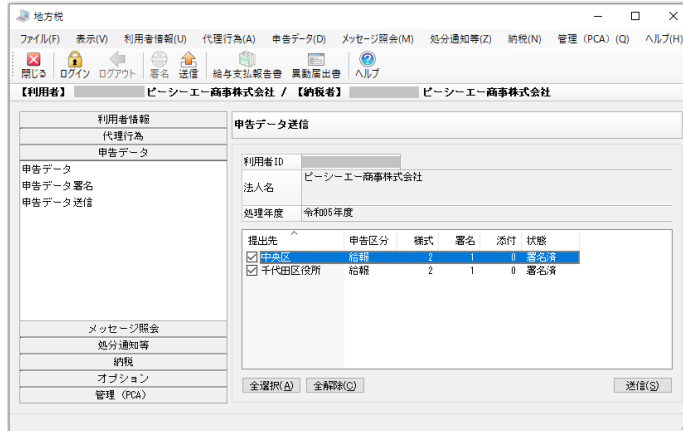 地方税
ファイル(F) 表示(V) 利用者情報(U) 代理行為(A) 申告データ(D) メッセージ照会(M) 処分通知等(Z) 納税(N) 管理（PCA）(Q) ヘルプ(H)
閉じる ログイン ログアウト 署名 送信 給与支払報告書 異動届出書 ヘルプ
【利用者】 ピーシーエー商事株式会社 / 【納税者】 ピーシーエー商事株式会社
利用者情報
代理行為
申告データ
申告データ
申告データ署名
申告データ送信
メッセージ照会
処分通知等
納税
オプション
管理（PCA）
申告データ送信
利用者ID
法人名 ピーシーエー商事株式会社
処理年度 令和05年度
提出先 申告区分 様式 署名 添付 状態
中央区 給報 2 1 0 署名済
千代田区役所 給報 2 1 0 署名済
全選択(A) 全解除(C) 送信(S)